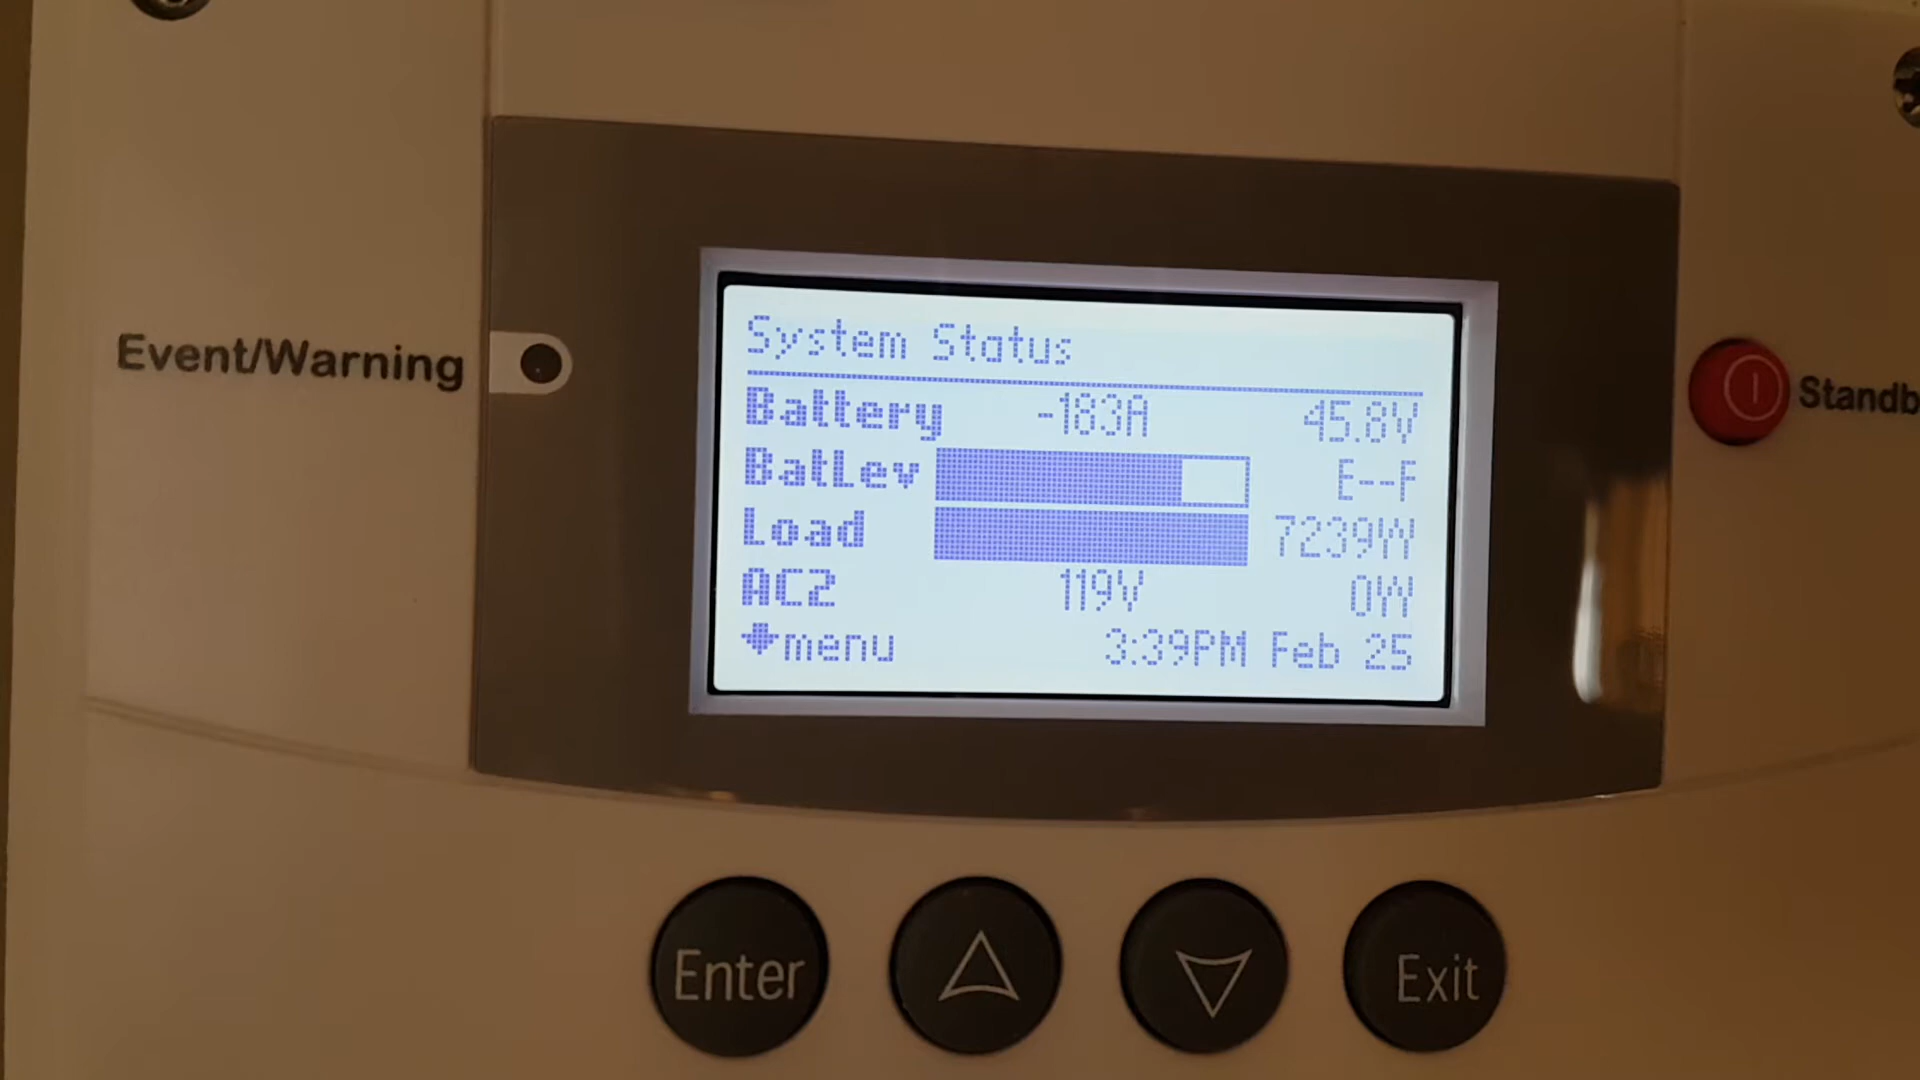 System Status
Battery -183A 45.8V
BatLev E--F
Load 7239W
AC2 119V 0W
menu 3:39PM Feb 25
Event/Warning
Standb
Enter
Exit